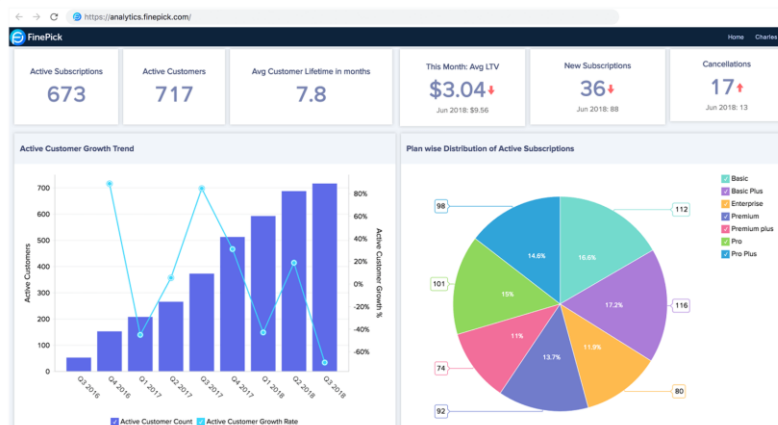 https://analytics.finepick.com/
FinePick
Home Charles
Active Subscriptions
673
Active Customers
717
Avg Customer Lifetime in months
7.8
This Month: Avg LTV
$3.04
Jun 2018: $9.56
New Subscriptions
36
Jun 2018: 88
Cancellations
17
Jun 2018: 13
Active Customer Growth Trend
Active Customers
700
600
500
400
300
200
100
0
80%
60%
40%
20%
0%
-20%
-40%
-60%
Active Customer Growth %
Q3 2016
Q4 2016
Q1 2017
Q2 2017
Q3 2017
Q4 2017
Q1 2018
Q2 2018
Q3 2018
Active Customer Count
Active Customer Growth Rate
Plan wise Distribution of Active Subscriptions
98
112
101
116
74
80
92
14.6%
16.6%
15%
17.2%
11%
11.9%
13.7%
Basic
Basic Plus
Enterprise
Premium
Premium plus
Pro
Pro Plus